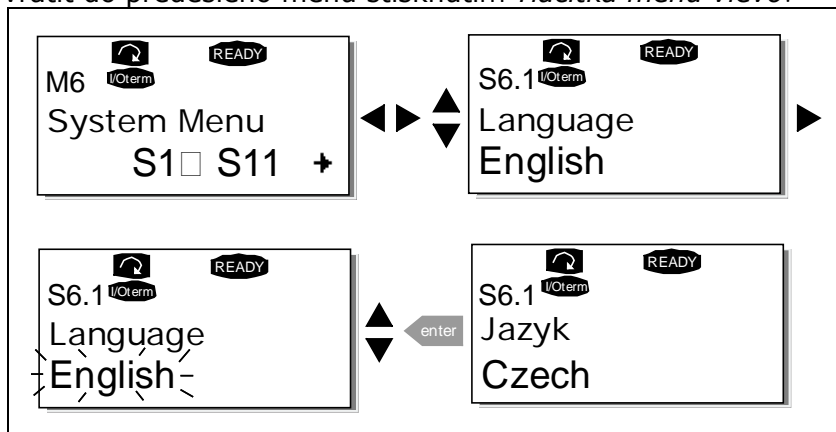 vrátit do předešlého menu stisknutím tlačítka menu vlevo.
READY
M6 I/Oterm
System Menu
S1□ S11
READY
S6.1 I/Oterm
Language
English
READY
S6.1 I/Oterm
Language
English
enter
READY
S6.1 I/Oterm
Jazyk
Czech